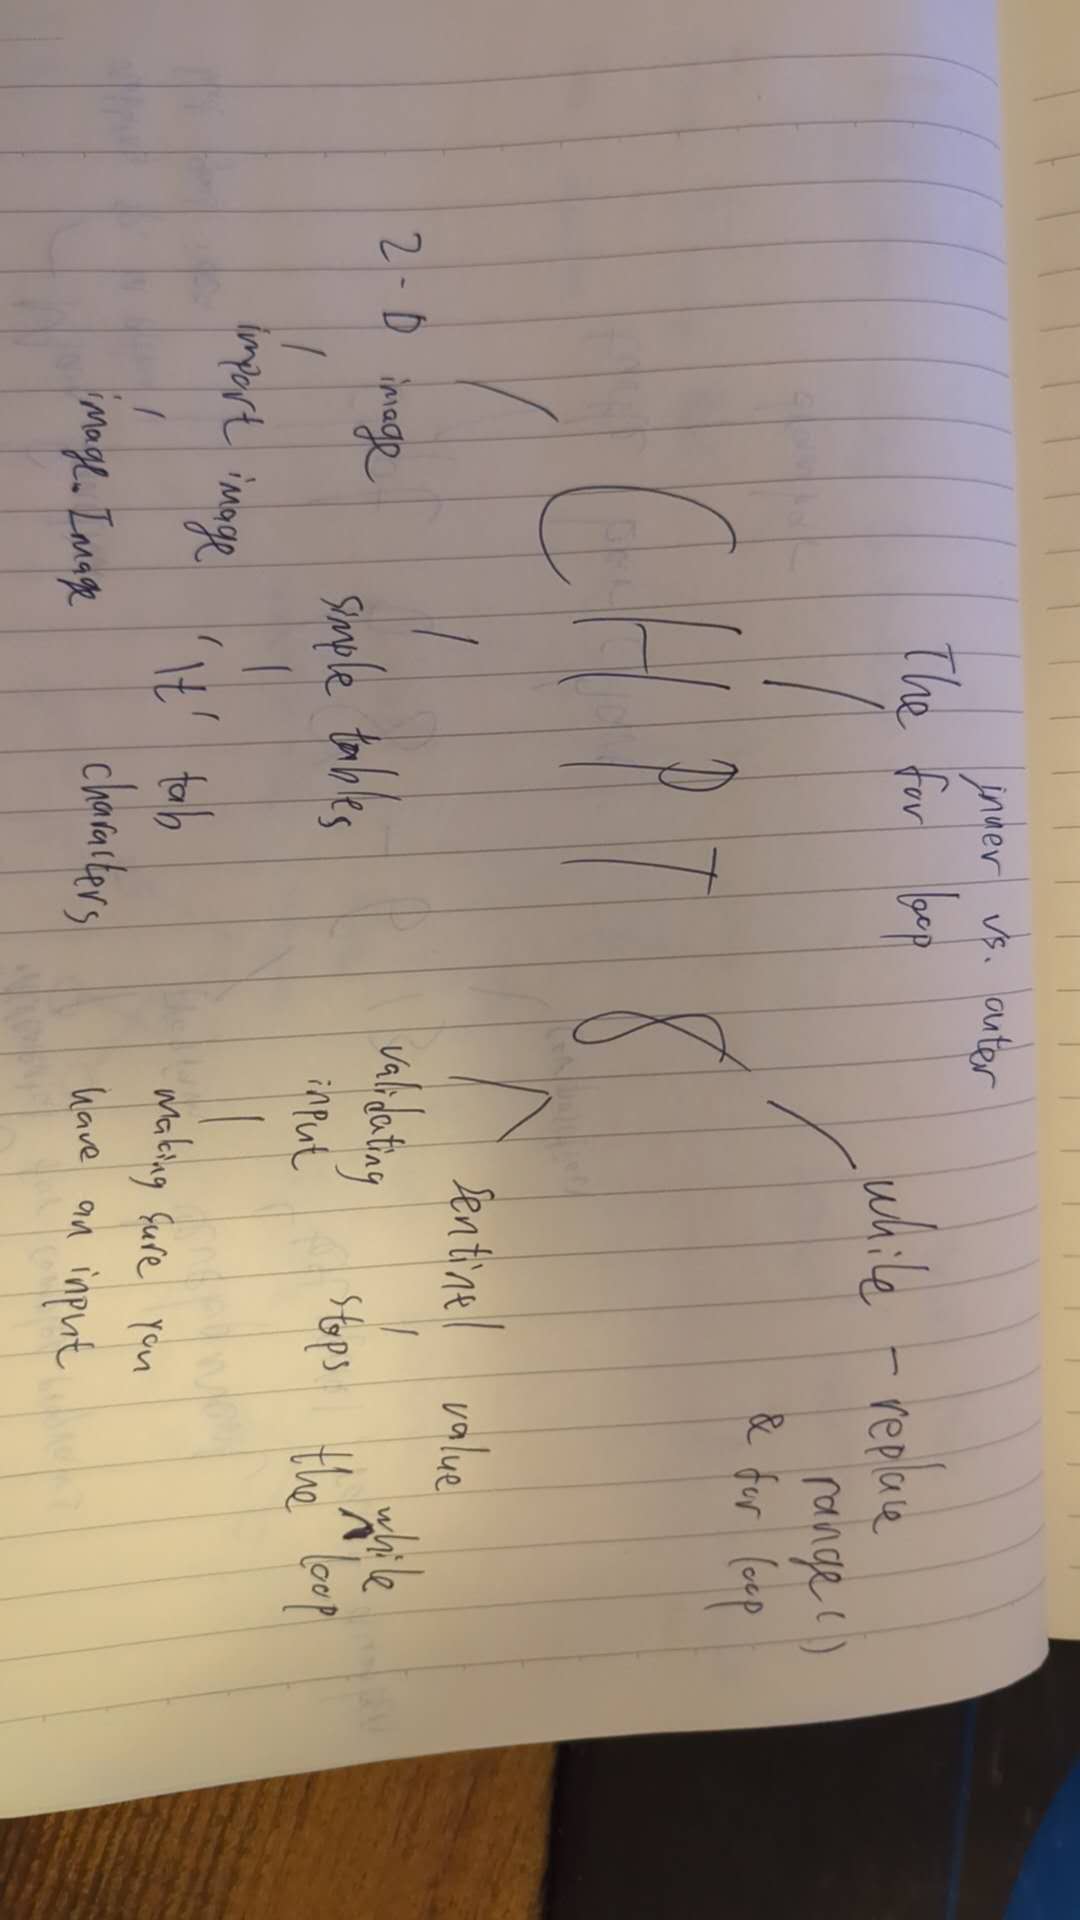 inner vs. outer
The for loop
while - replace
range()
& for loop
CHPT 8
2-D image
import image
image.Image
simple tables
'\t' tab
characters
sentinel value
stops the while loop
validating
input
making sure you
have an input